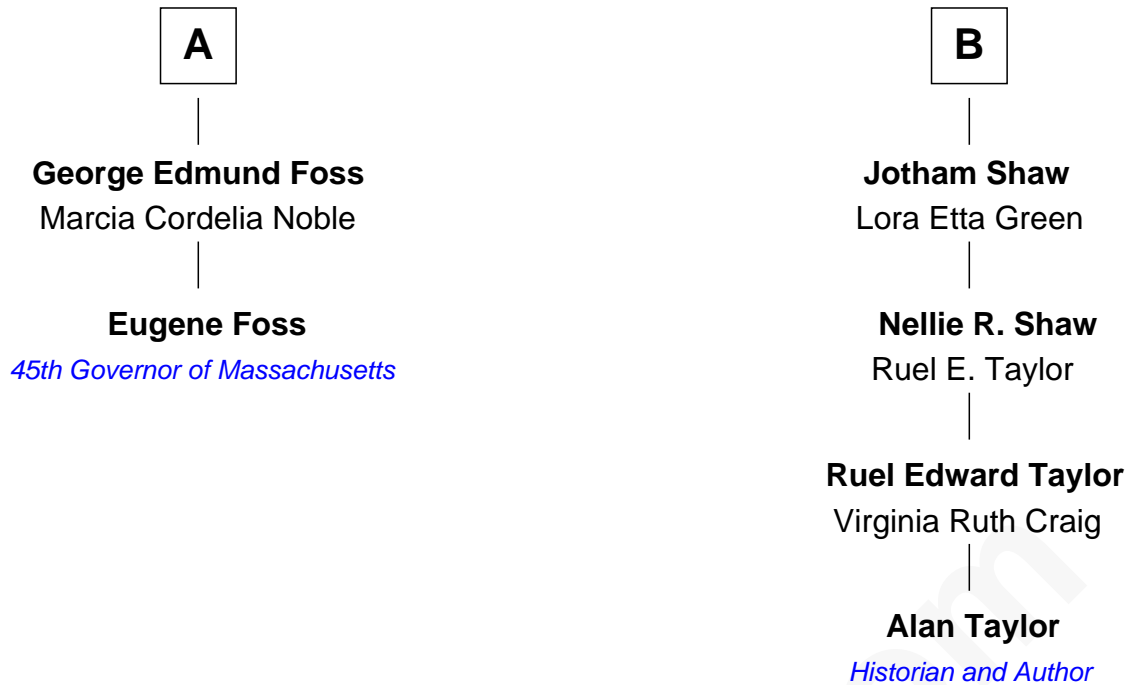 A
George Edmund Foss
Marcia Cordelia Noble
Eugene Foss
45th Governor of Massachusetts
B
Jotham Shaw
Lora Etta Green
Nellie R. Shaw
Ruel E. Taylor
Ruel Edward Taylor
Virginia Ruth Craig
Alan Taylor
Historian and Author